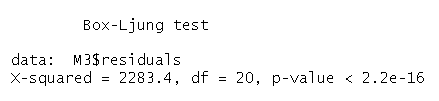 Box-Ljung test
data:  M3$residuals
X-squared = 2283.4, df = 20, p-value < 2.2e-16